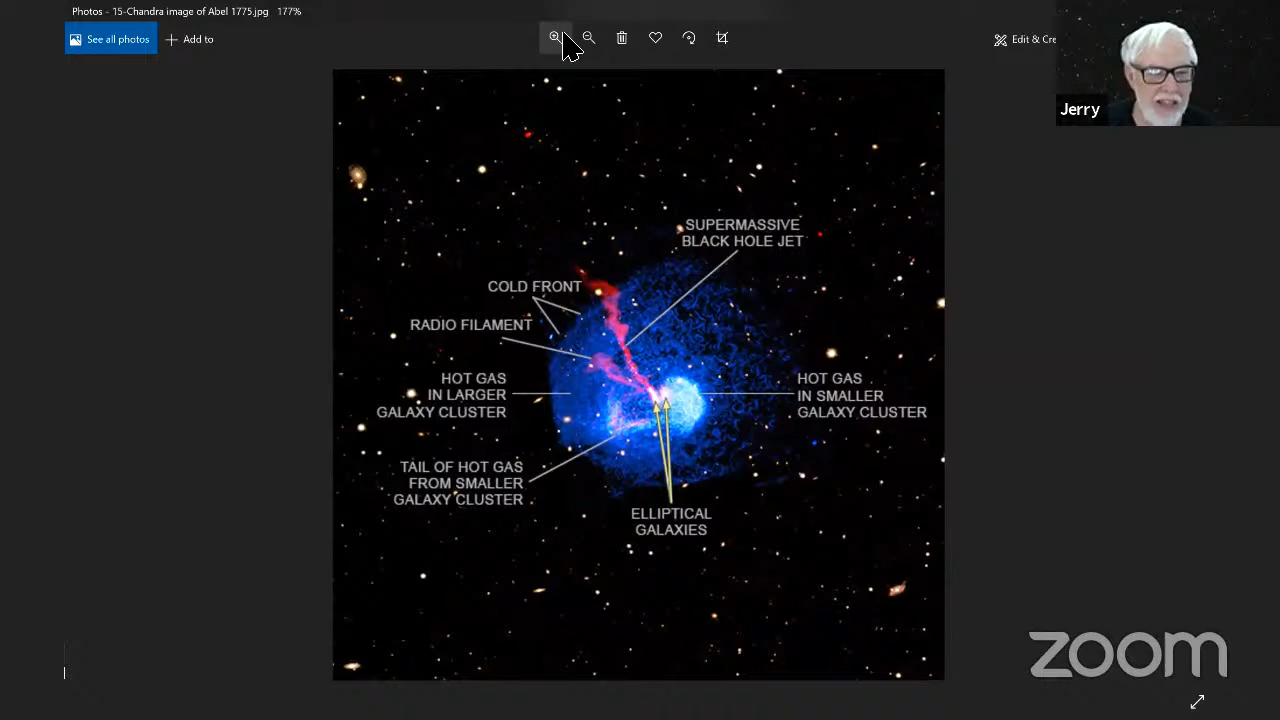 Photos - 15-Chandra image of Abel 1775.jpg 177%
See all photos
Add to
Edit & Cre
Jerry
SUPERMASSIVE
BLACK HOLE JET
COLD FRONT
RADIO FILAMENT
HOT GAS
IN LARGER
GALAXY CLUSTER
HOT GAS
IN SMALLER
GALAXY CLUSTER
TAIL OF HOT GAS
FROM SMALLER
GALAXY CLUSTER
ELLIPTICAL
GALAXIES
zoom